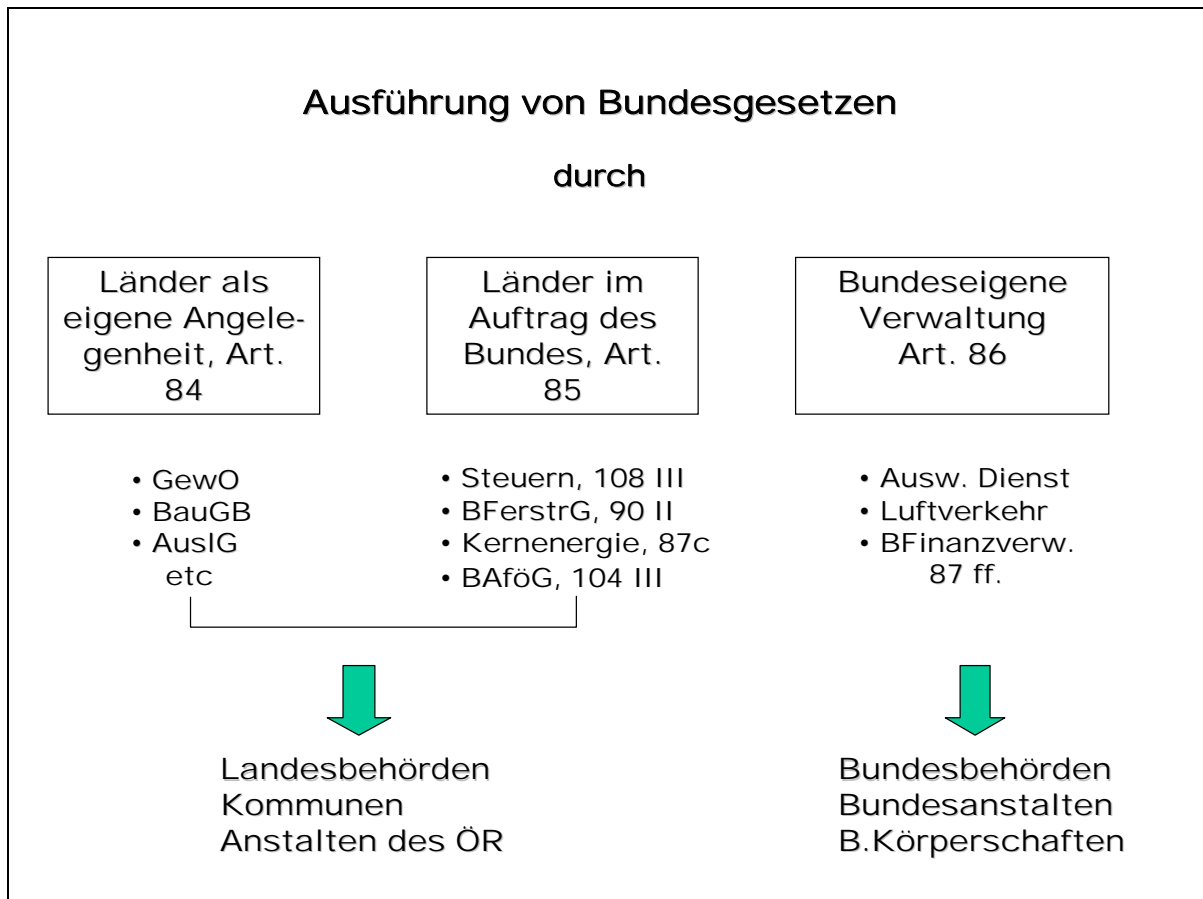 Ausführung von Bundesgesetzen
durch
Länder als
eigene Angele-
genheit, Art.
84
Länder im
Auftrag des
Bundes, Art.
85
Bundeseigene
Verwaltung
Art. 86
• GewO
• BauGB
• AuslG
etc
• Steuern, 108 III
• BFerstrG, 90 II
• Kernenergie, 87c
• BAföG, 104 III
• Ausw. Dienst
• Luftverkehr
• BFinanzverw.
87 ff.
Landesbehörden
Kommunen
Anstalten des ÖR
Bundesbehörden
Bundesanstalten
B.Körperschaften